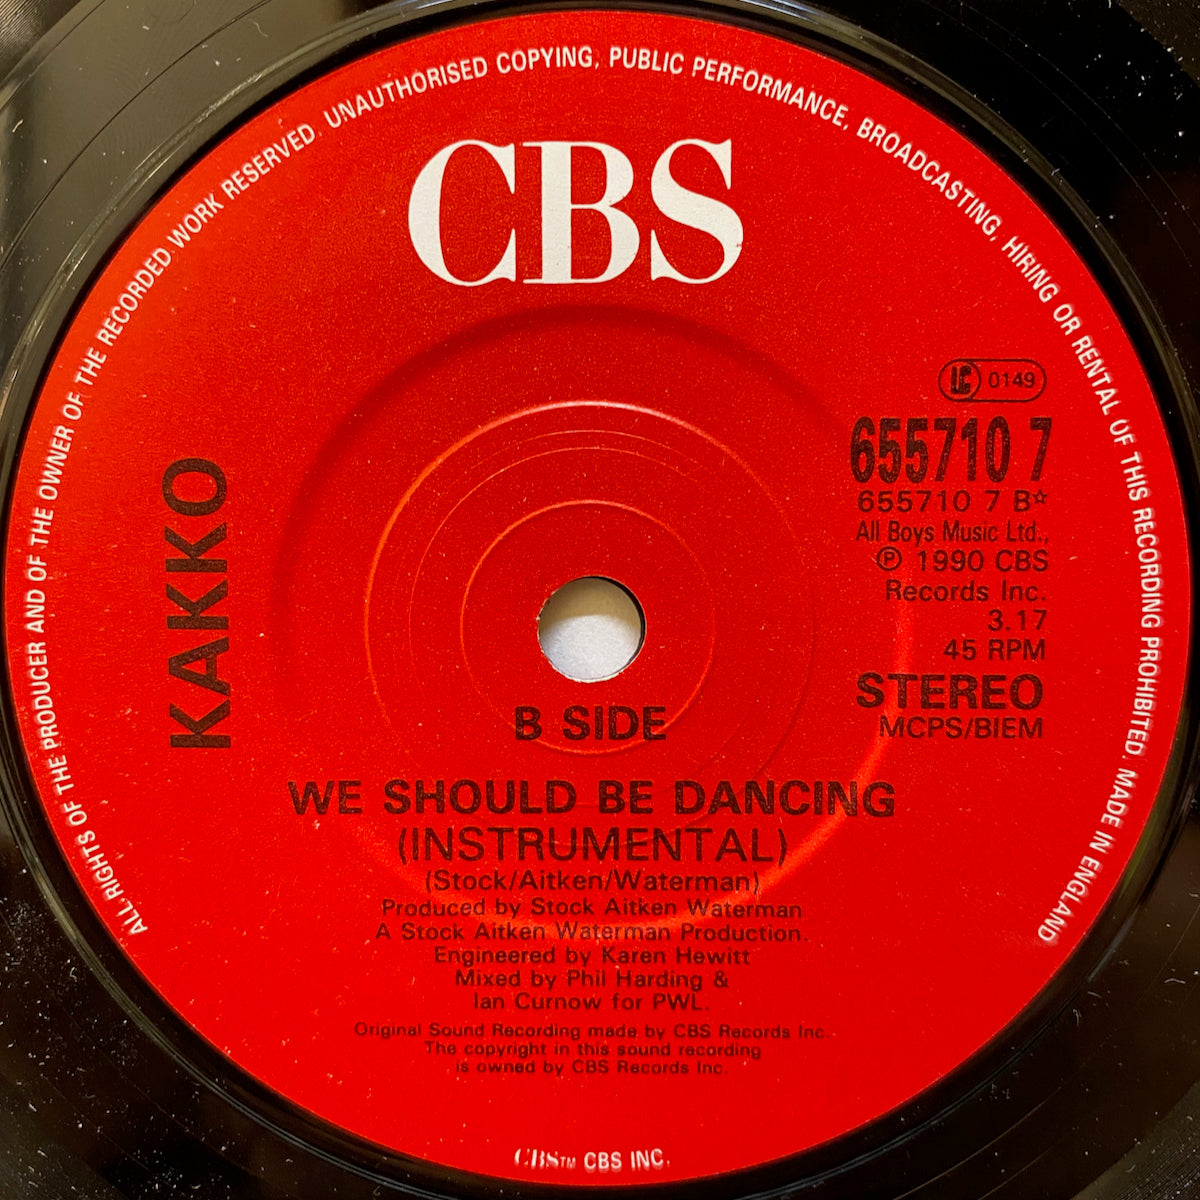 ALL RIGHTS OF THE PRODUCER AND OF THE OWNER OF THE RECORDED WORK RESERVED. UNAUTHORISED COPYING, PUBLIC PERFORMANCE, BROADCASTING, HIRING OR RENTAL OF THIS RECORDING PROHIBITED. MADE IN ENGLAND
CBS
KAKKO
LC 0149
655710 7
655710 7 B☆
All Boys Music Ltd.,
℗ 1990 CBS
Records Inc.
3.17
45 RPM
STEREO
MCPS/BIEM
B SIDE
WE SHOULD BE DANCING
(INSTRUMENTAL)
(Stock/Aitken/Waterman)
Produced by Stock Aitken Waterman
A Stock Aitken Waterman Production.
Engineered by Karen Hewitt
Mixed by Phil Harding &
Ian Curnow for PWL.
Original Sound Recording made by CBS Records Inc.
The copyright in this sound recording
is owned by CBS Records Inc.
CBS™ CBS INC.